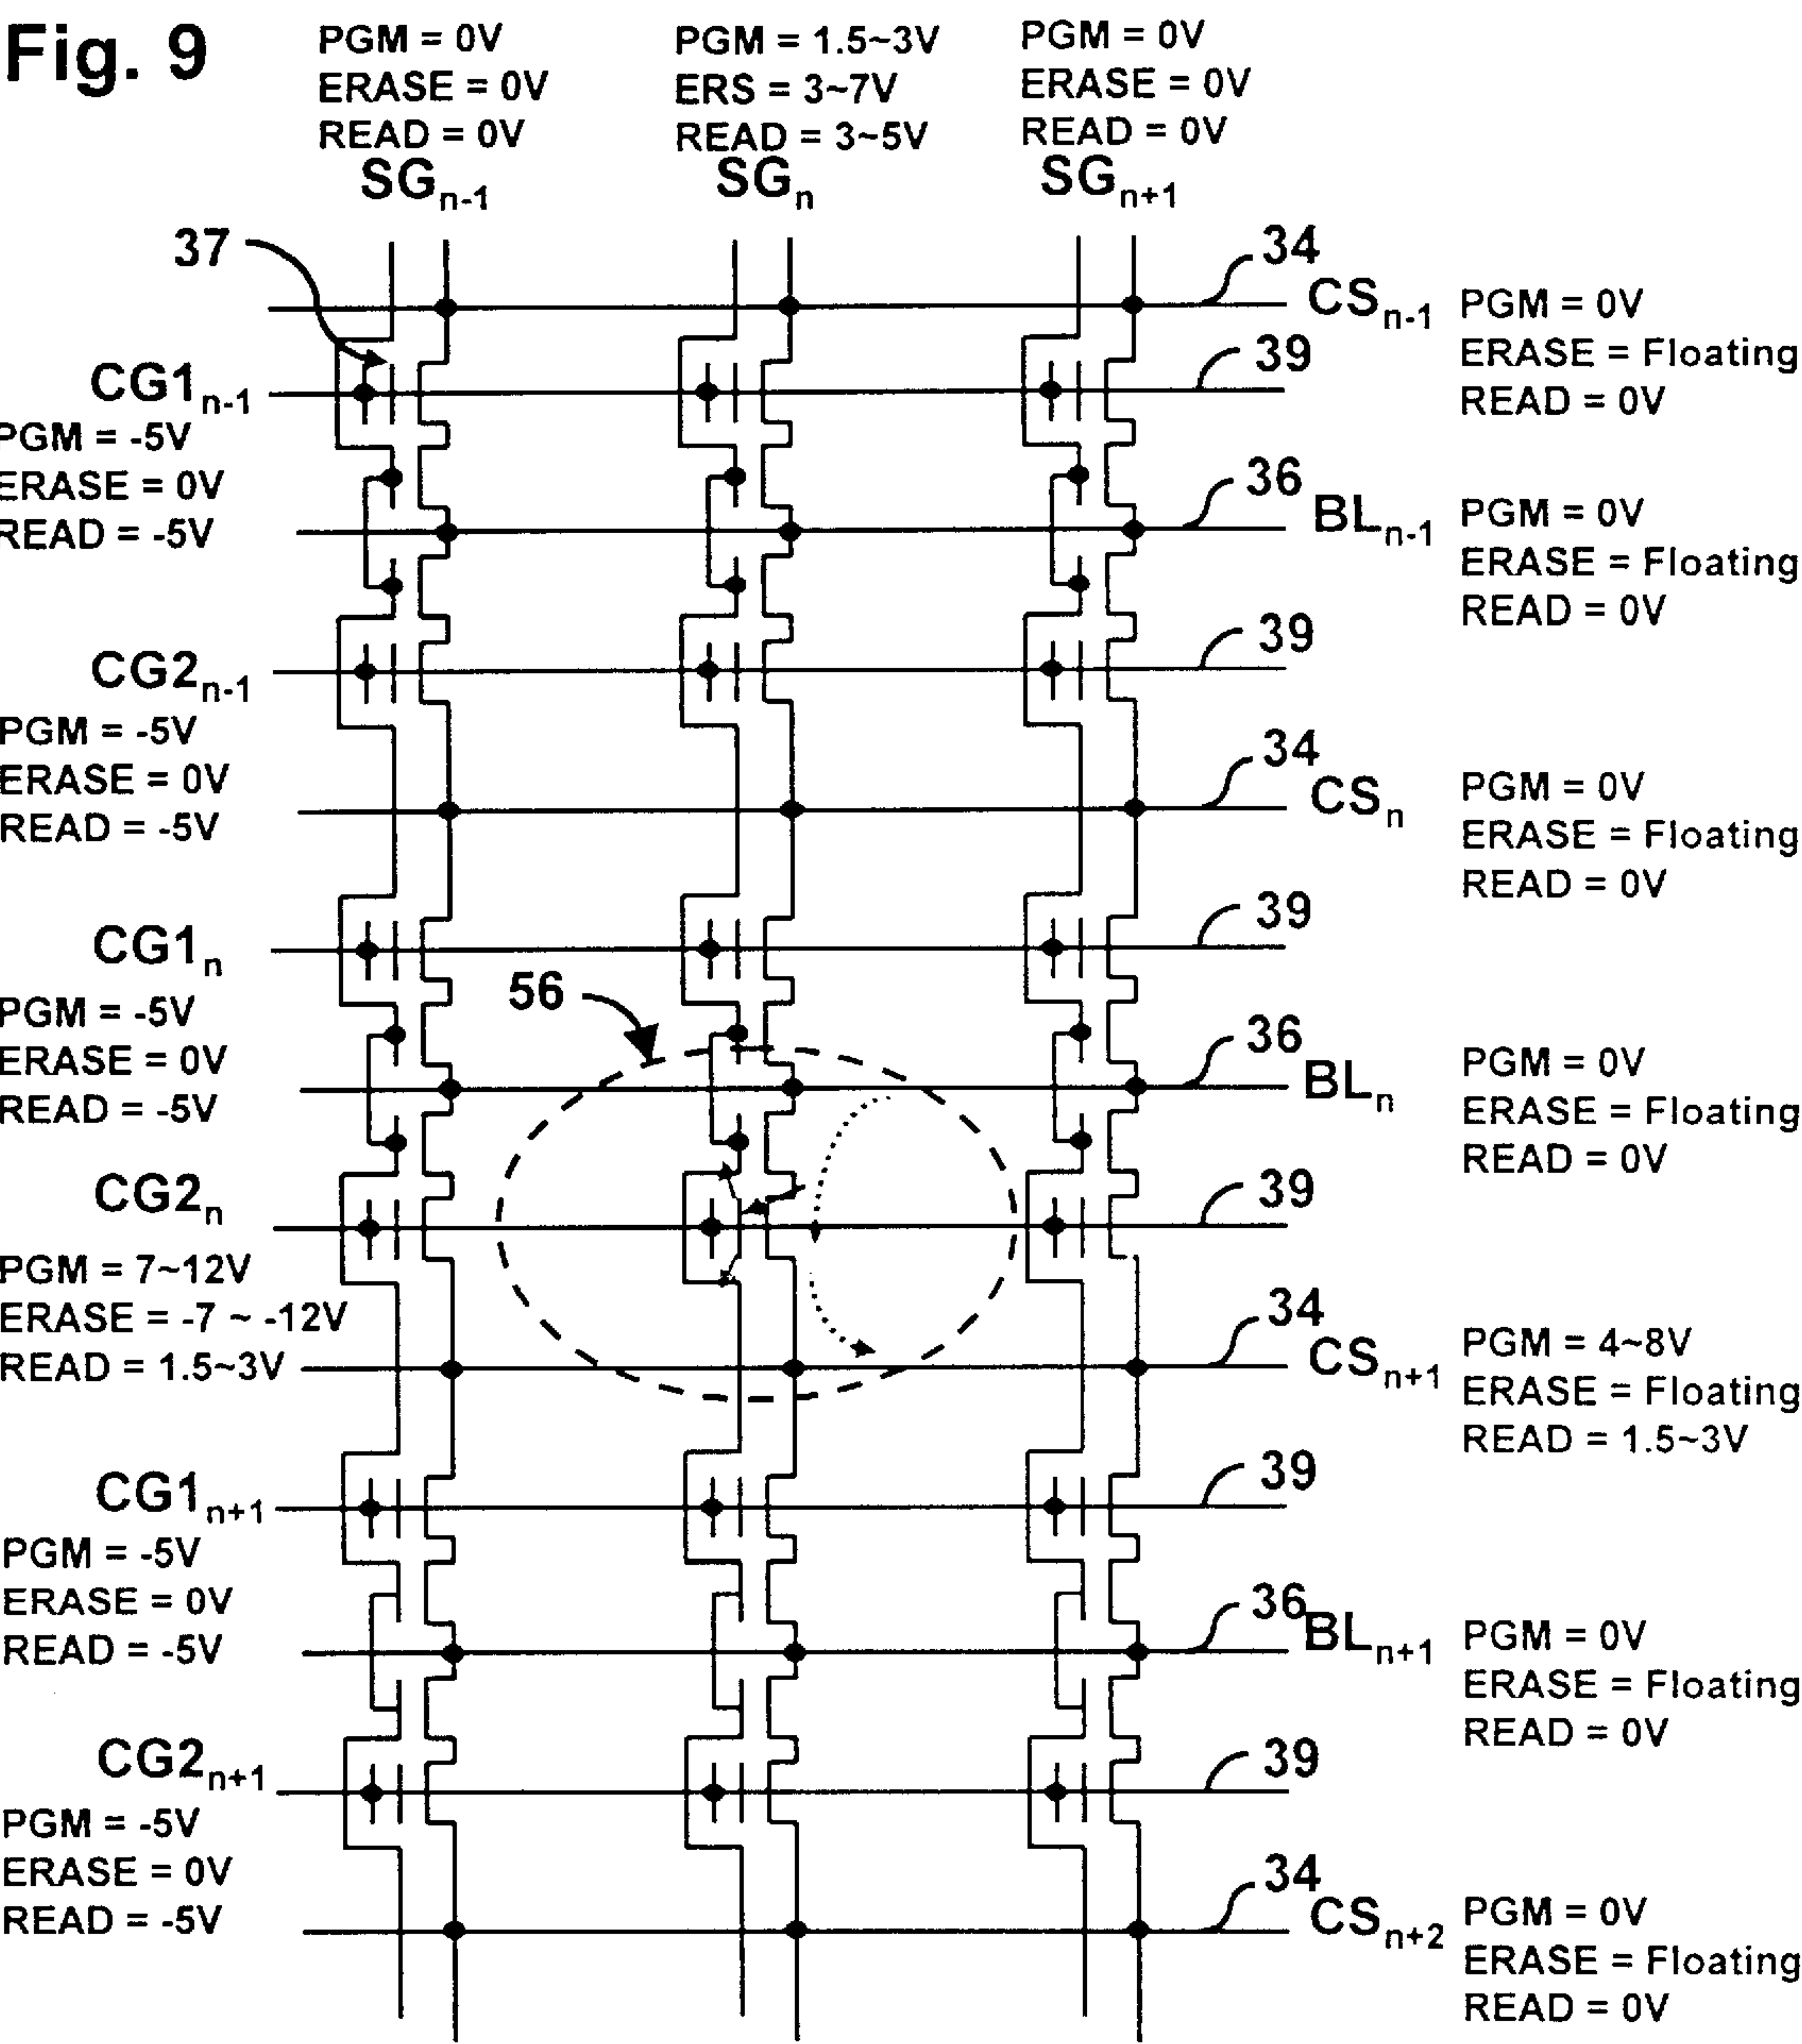 Fig. 9
PGM = 0V
ERASE = 0V
READ = 0V
SGn-1
PGM = 1.5~3V
ERS = 3~7V
READ = 3~5V
SGn
PGM = 0V
ERASE = 0V
READ = 0V
SGn+1
37
34
CSn-1
PGM = 0V
ERASE = Floating
READ = 0V
39
CG1n-1
PGM = -5V
ERASE = 0V
READ = -5V
36
BLn-1
PGM = 0V
ERASE = Floating
READ = 0V
39
CG2n-1
PGM = -5V
ERASE = 0V
READ = -5V
34
CSn
PGM = 0V
ERASE = Floating
READ = 0V
39
CG1n
PGM = -5V
ERASE = 0V
READ = -5V
56
36
BLn
PGM = 0V
ERASE = Floating
READ = 0V
39
CG2n
PGM = 7~12V
ERASE = -7 ~ -12V
READ = 1.5~3V
34
CSn+1
PGM = 4~8V
ERASE = Floating
READ = 1.5~3V
39
CG1n+1
PGM = -5V
ERASE = 0V
READ = -5V
36
BLn+1
PGM = 0V
ERASE = Floating
READ = 0V
39
CG2n+1
PGM = -5V
ERASE = 0V
READ = -5V
34
CSn+2
PGM = 0V
ERASE = Floating
READ = 0V